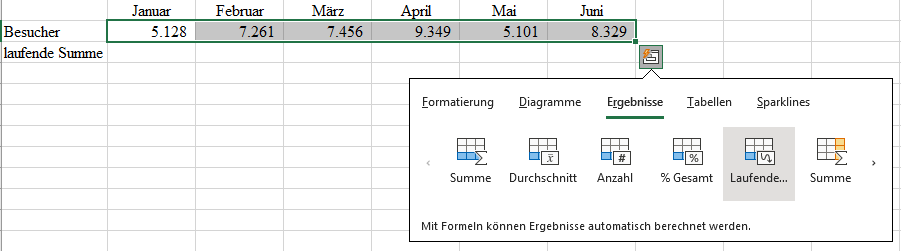 Januar Februar März April Mai Juni
Besucher 5.128 7.261 7.456 9.349 5.101 8.329
laufende Summe
Formatierung Diagramme Ergebnisse Tabellen Sparklines
Σ x̄ # % Σ
Summe Durchschnitt Anzahl % Gesamt Laufende... Summe
Mit Formeln können Ergebnisse automatisch berechnet werden.